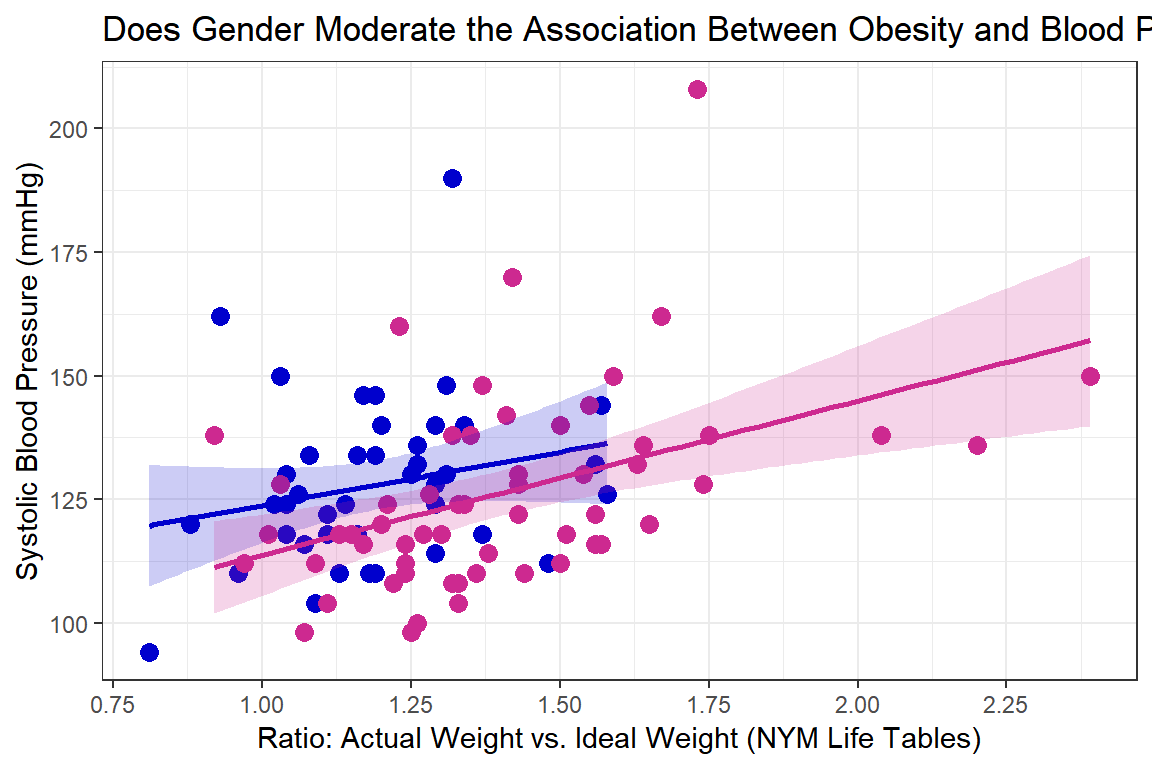 Does Gender Moderate the Association Between Obesity and Blood P
Systolic Blood Pressure (mmHg)
200
175
150
125
100
0.75 1.00 1.25 1.50 1.75 2.00 2.25
Ratio: Actual Weight vs. Ideal Weight (NYM Life Tables)